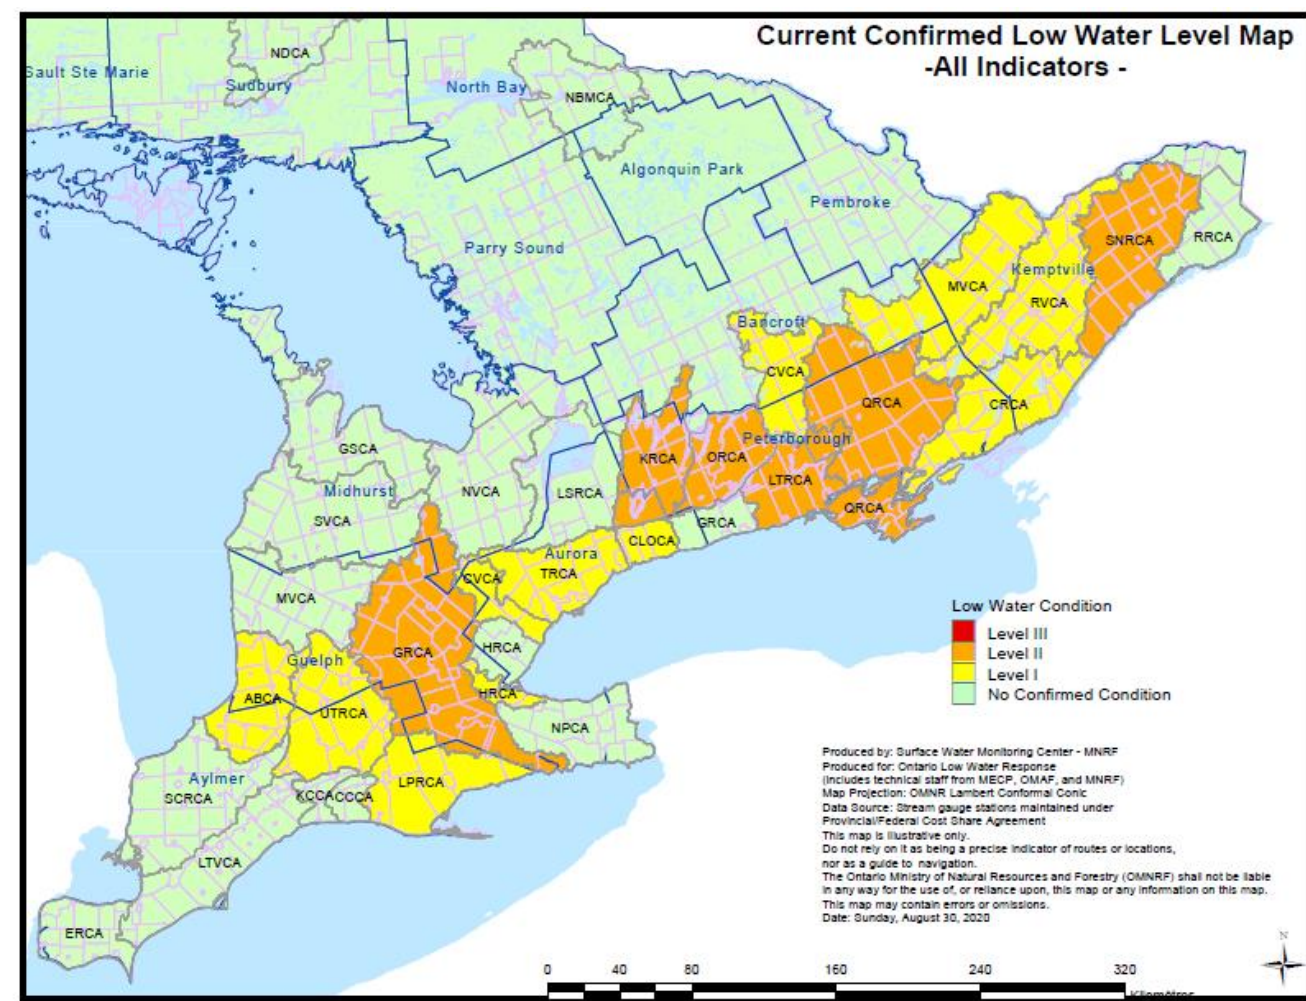 Current Confirmed Low Water Level Map
-All Indicators -
NDCA
Sault Ste Marie
Sudbury
North Bay
NBMCA
Algonquin Park
Pembroke
Parry Sound
SNRCA
RRCA
Kemptville
MVCA
RVCA
Bancroft
CVCA
QRCA
CRCA
Peterborough
GSCA
KRCA
ORCA
LTRCA
Midhurst
NVCA
LSRCA
QRCA
SVCA
GRCA
CLOCA
Aurora
TRCA
CVCA
MVCA
HRCA
GRCA
Guelph
HRCA
ABCA
UTRCA
NPCA
Aylmer
LPRCA
SCRCA
KCCA
CCCA
LTVCA
ERCA
Low Water Condition
Level III
Level II
Level I
No Confirmed Condition
Produced by: Surface Water Monitoring Center - MNRF
Produced for: Ontario Low Water Response
(Includes technical staff from MECP, OMAF, and MNRF)
Map Projection: OMNR Lambert Conformal Conic
Data Source: Stream gauge stations maintained under
Provincial/Federal Cost Share Agreement
This map is illustrative only.
Do not rely on it as being a precise indicator of routes or locations,
nor as a guide to navigation.
The Ontario Ministry of Natural Resources and Forestry (OMNRF) shall not be liable
in any way for the use of, or reliance upon, this map or any information on this map.
This map may contain errors or omissions.
Date: Sunday, August 30, 2020
N
0 40 80 160 240 320
Kilometres